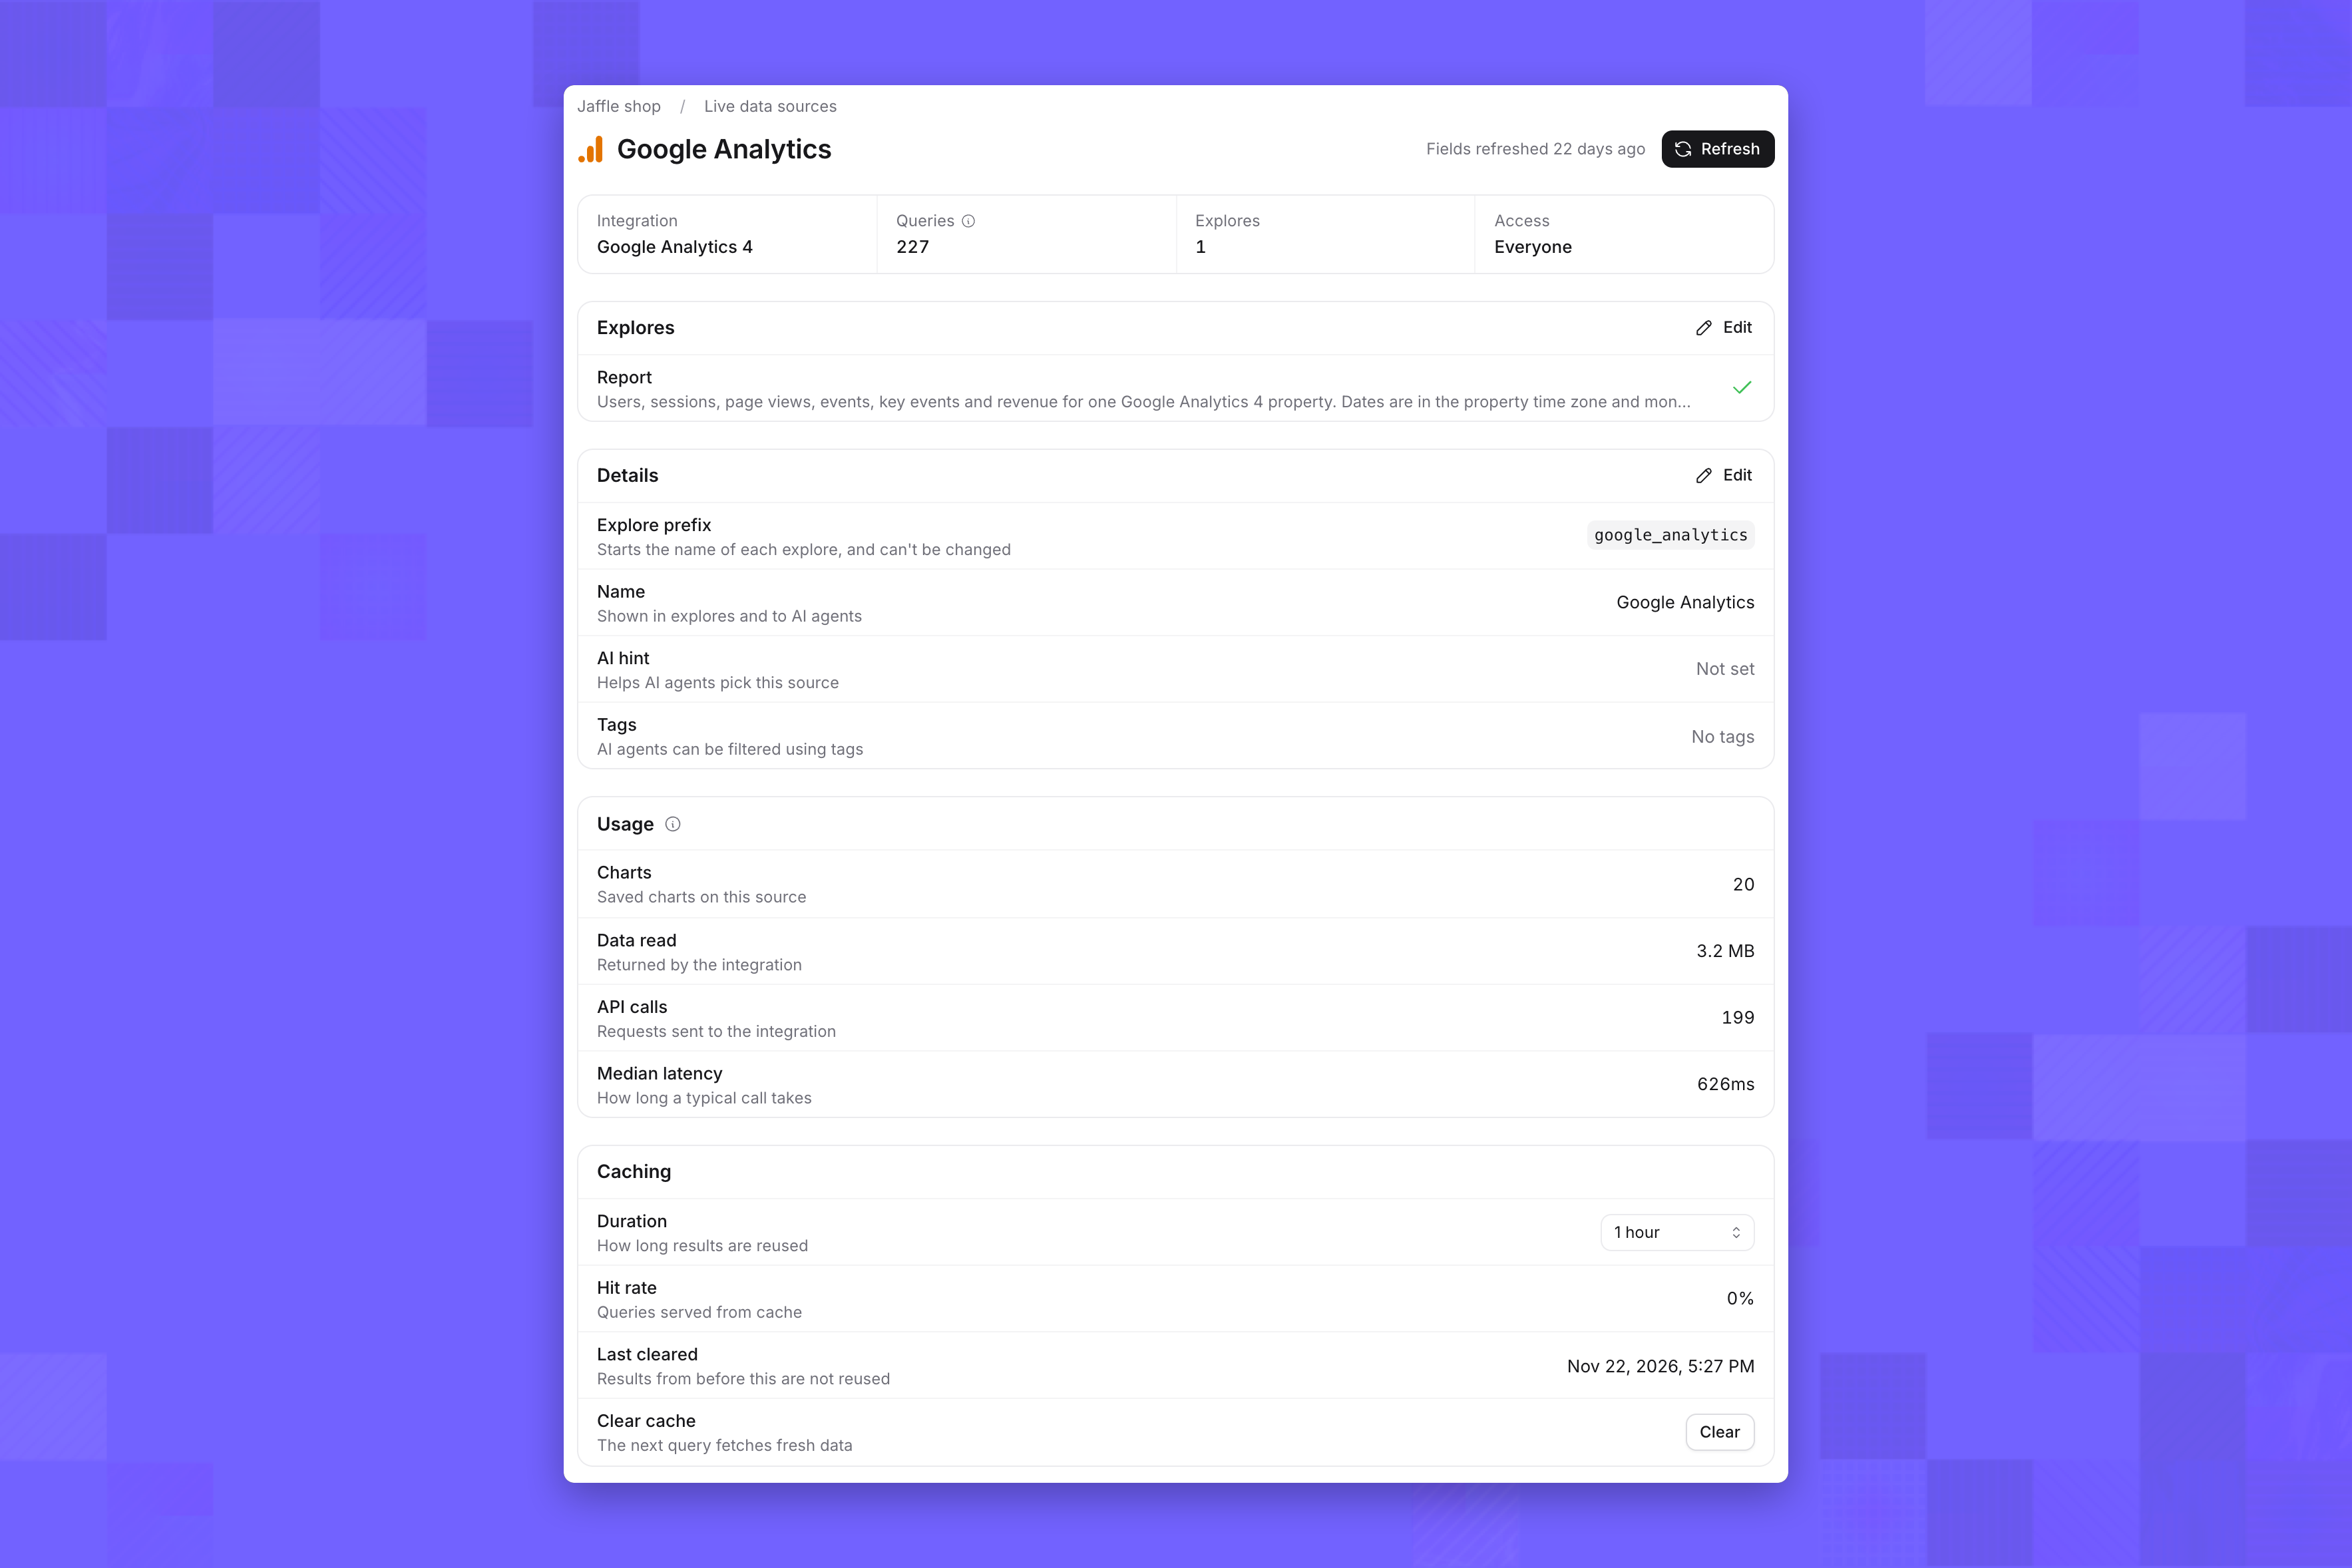 Jaffle shop / Live data sources
Google Analytics
Fields refreshed 22 days ago
Refresh
Integration
Google Analytics 4
Queries
227
Explores
1
Access
Everyone
Explores
Edit
Report
Users, sessions, page views, events, key events and revenue for one Google Analytics 4 property. Dates are in the property time zone and mon...
Details
Edit
Explore prefix
Starts the name of each explore, and can't be changed
google_analytics
Name
Shown in explores and to AI agents
Google Analytics
AI hint
Helps AI agents pick this source
Not set
Tags
AI agents can be filtered using tags
No tags
Usage
Charts
Saved charts on this source
20
Data read
Returned by the integration
3.2 MB
API calls
Requests sent to the integration
199
Median latency
How long a typical call takes
626ms
Caching
Duration
How long results are reused
1 hour
Hit rate
Queries served from cache
0%
Last cleared
Results from before this are not reused
Nov 22, 2026, 5:27 PM
Clear cache
The next query fetches fresh data
Clear